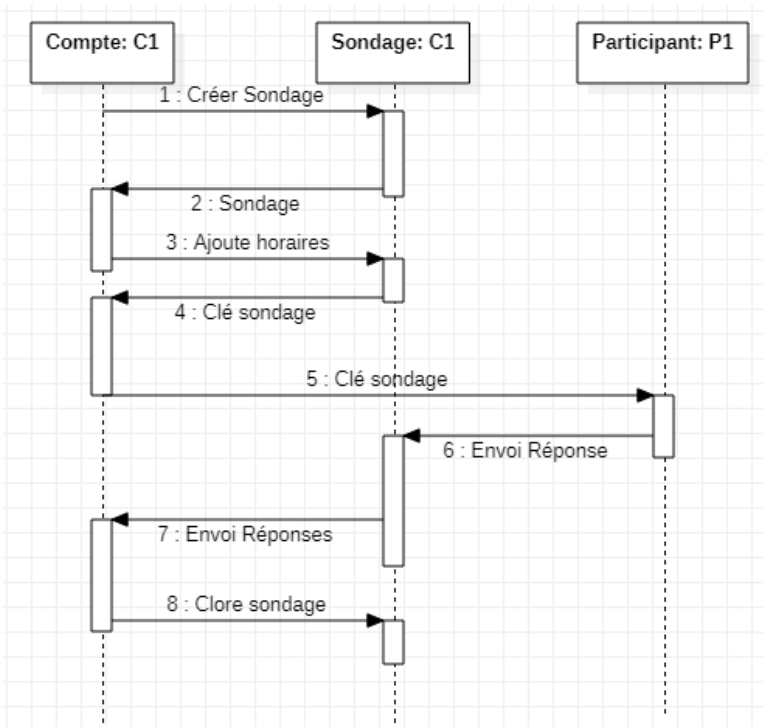 Compte: C1
Sondage: C1
Participant: P1
1 : Créer Sondage
2 : Sondage
3 : Ajoute horaires
4 : Clé sondage
5 : Clé sondage
6 : Envoi Réponse
7 : Envoi Réponses
8 : Clore sondage